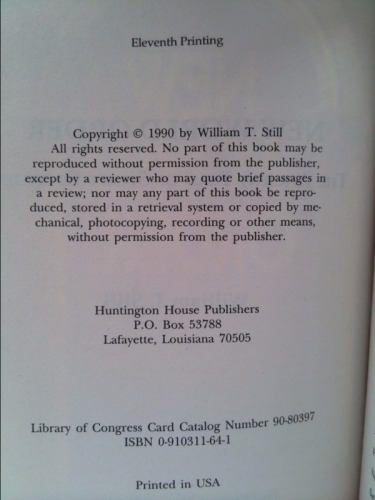 Eleventh Printing
Copyright © 1990 by William T. Still
All rights reserved. No part of this book may be
reproduced without permission from the publisher,
except by a reviewer who may quote brief passages in
a review; nor may any part of this book be repro-
duced, stored in a retrieval system or copied by me-
chanical, photocopying, recording or other means,
without permission from the publisher.
Huntington House Publishers
P.O. Box 53788
Lafayette, Louisiana 70505
Library of Congress Card Catalog Number 90-80397
ISBN 0-910311-64-1
Printed in USA